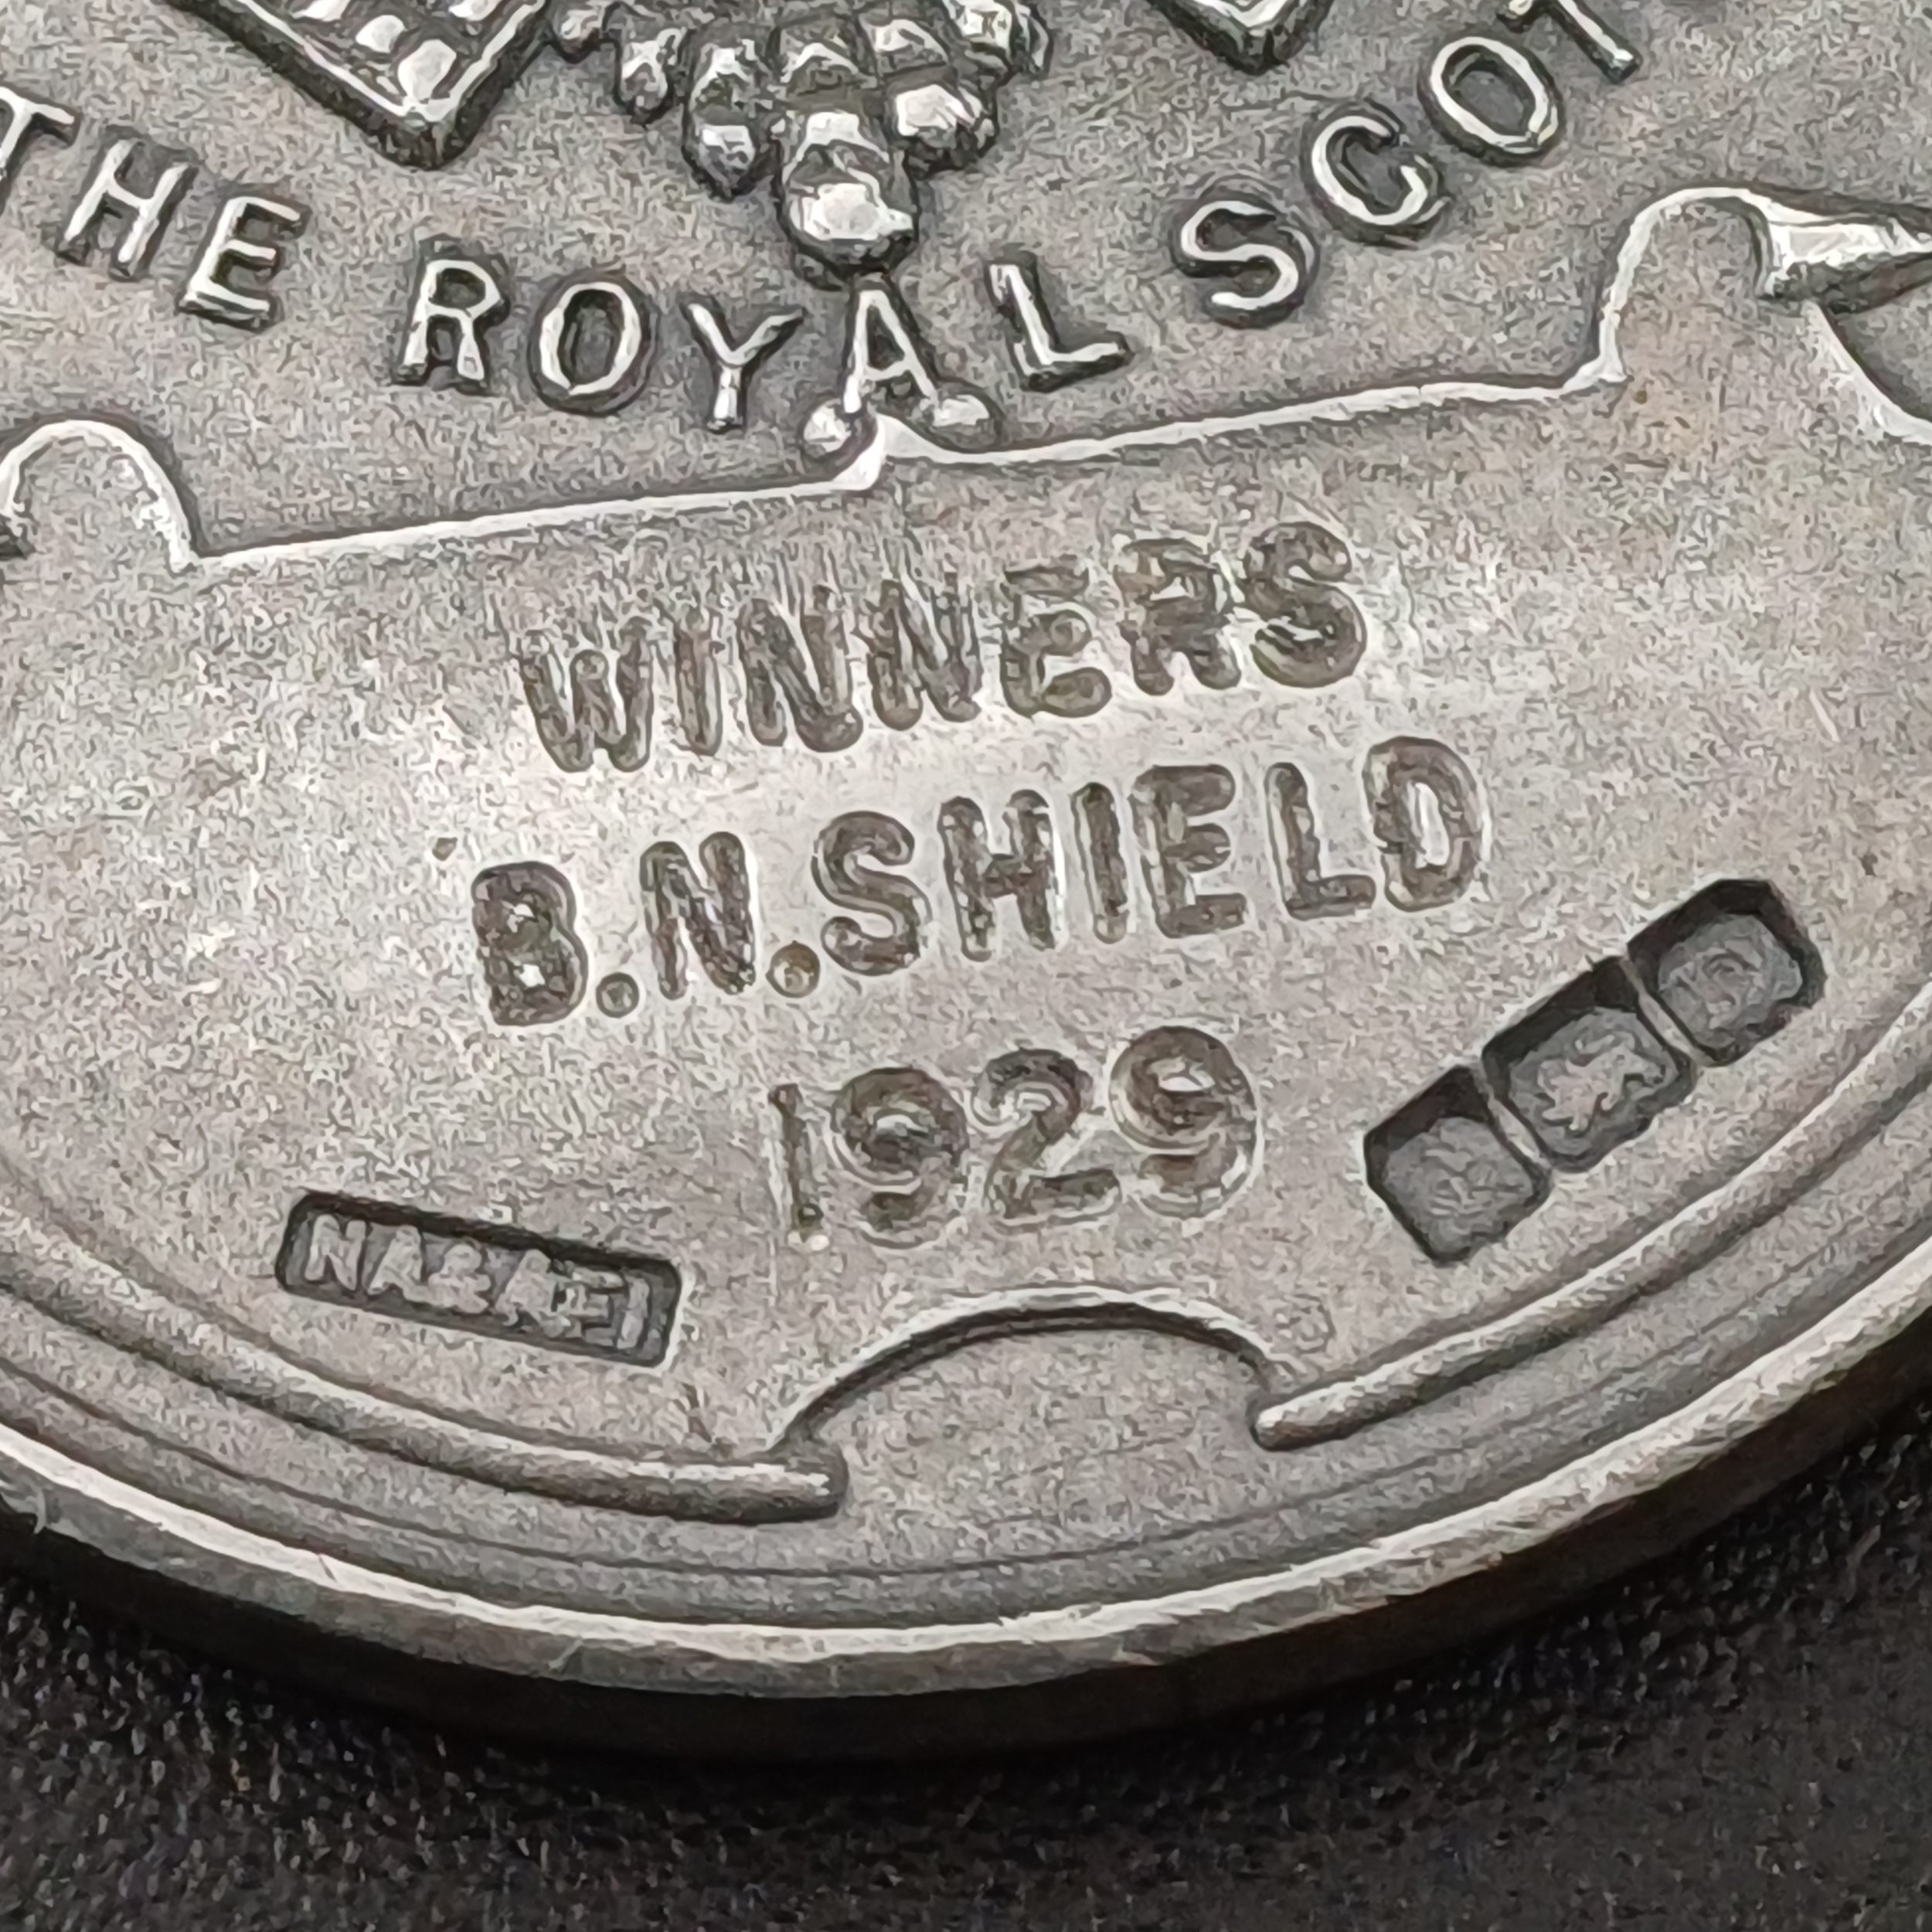 THE ROYAL SCOT
WINNERS
B.N.SHIELD
1929